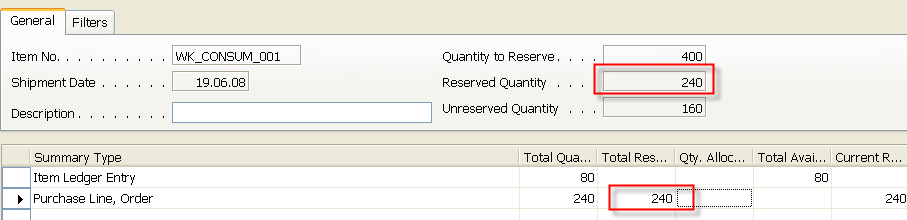 General Filters
Item No. . . . . . . . . . . WK_CONSUM_001 Quantity to Reserve . . . . 400
Shipment Date . . . . . . 19.06.08 Reserved Quantity . . . 240
Description . . . . . . . . Unreserved Quantity . . . 160
Summary Type Total Qua... Total Res... Qty. Alloc... Total Avai... Current R...
Item Ledger Entry 80 80
Purchase Line, Order 240 240 240